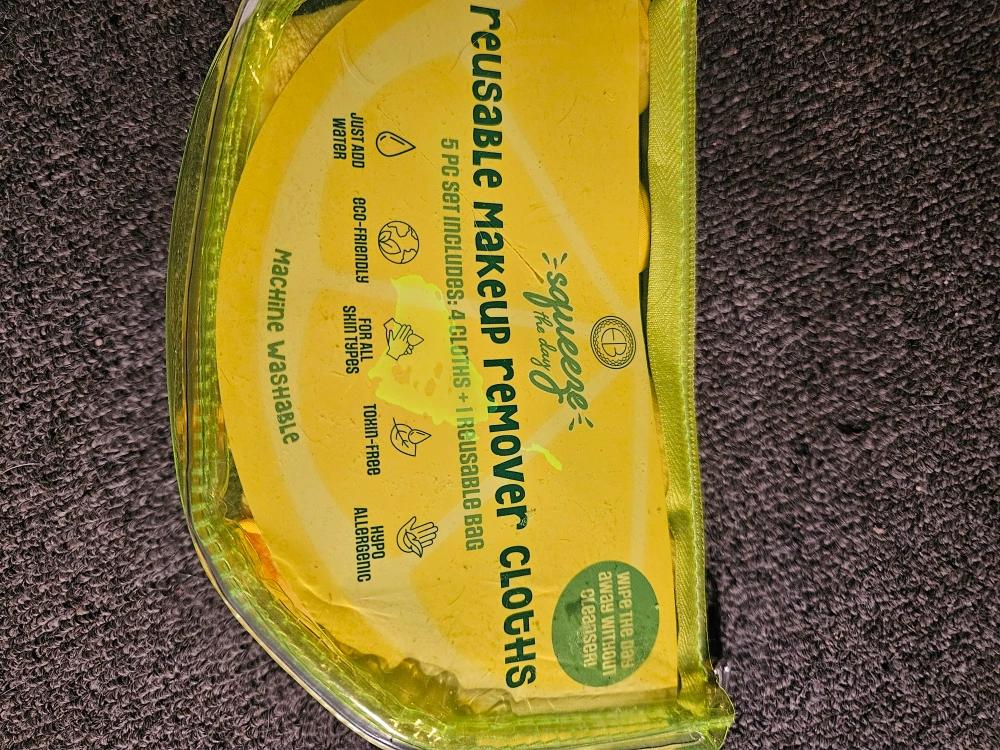 EB
squeeze
the day
reusable makeup remover cloths
5 PC SET INCLUDES: 4 CLOTHS + 1 REUSABLE BAG
JUST ADD
WATER
ECO-FRIENDLY
FOR ALL
SKIN TYPES
TOXIN-FREE
HYPO
ALLERGENIC
MACHINE WASHABLE
WIPE THE DAY
AWAY WITHOUT
CLEANSER!